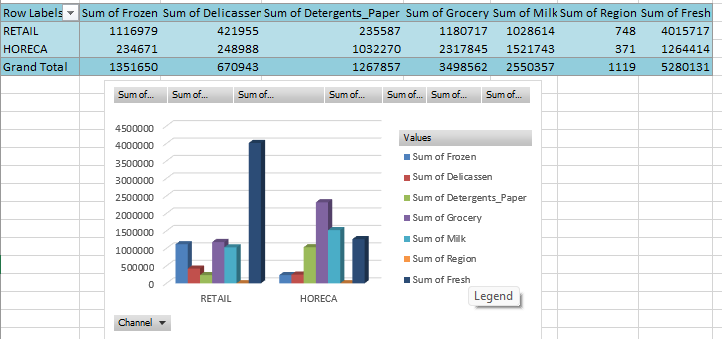 Row Labels Sum of Frozen Sum of Delicasser Sum of Detergents_Paper Sum of Grocery Sum of Milk Sum of Region Sum of Fresh
RETAIL 1116979 421955 235587 1180717 1028614 748 4015717
HORECA 234671 248988 1032270 2317845 1521743 371 1264414
Grand Total 1351650 670943 1267857 3498562 2550357 1119 5280131
Sum of... Sum of... Sum of... Sum of... Sum of... Sum of... Sum of...
4500000
4000000
3500000
3000000
2500000
2000000
1500000
1000000
500000
0
RETAIL HORECA
Values
Sum of Frozen
Sum of Delicassen
Sum of Detergents_Paper
Sum of Grocery
Sum of Milk
Sum of Region
Sum of Fresh
Legend
Channel